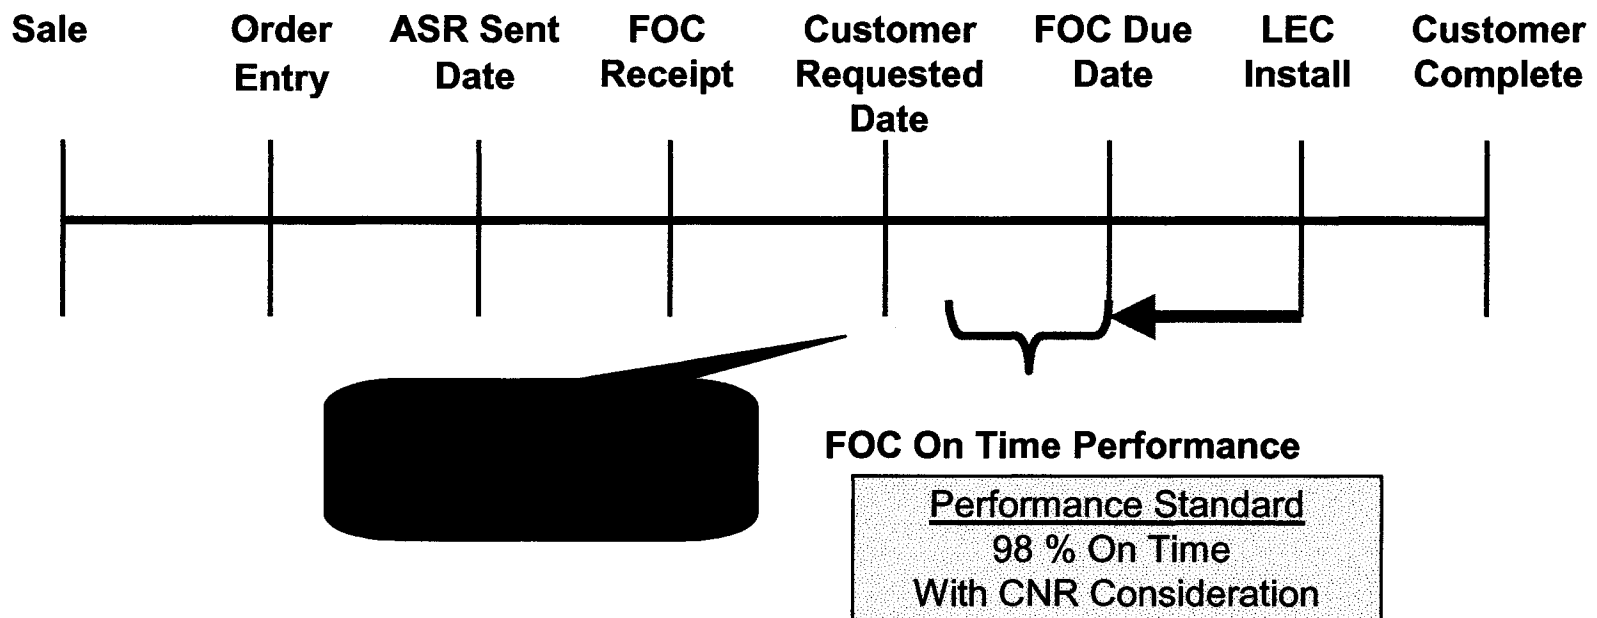 Sale
Order
Entry
ASR Sent
Date
FOC
Receipt
Customer
Requested
Date
FOC Due
Date
LEC
Install
Customer
Complete
FOC On Time Performance
Performance Standard
98 % On Time
With CNR Consideration